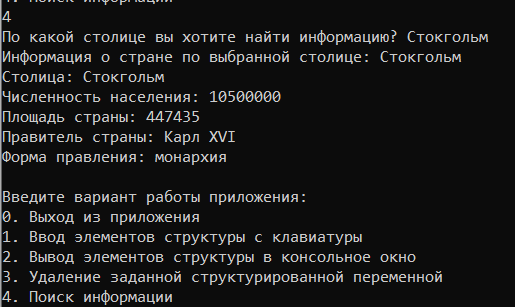 4. Поиск информации
4
По какой столице вы хотите найти информацию? Стокгольм
Информация о стране по выбранной столице: Стокгольм
Столица: Стокгольм
Численность населения: 10500000
Площадь страны: 447435
Правитель страны: Карл XVI
Форма правления: монархия
Введите вариант работы приложения:
0. Выход из приложения
1. Ввод элементов структуры с клавиатуры
2. Вывод элементов структуры в консольное окно
3. Удаление заданной структурированной переменной
4. Поиск информации